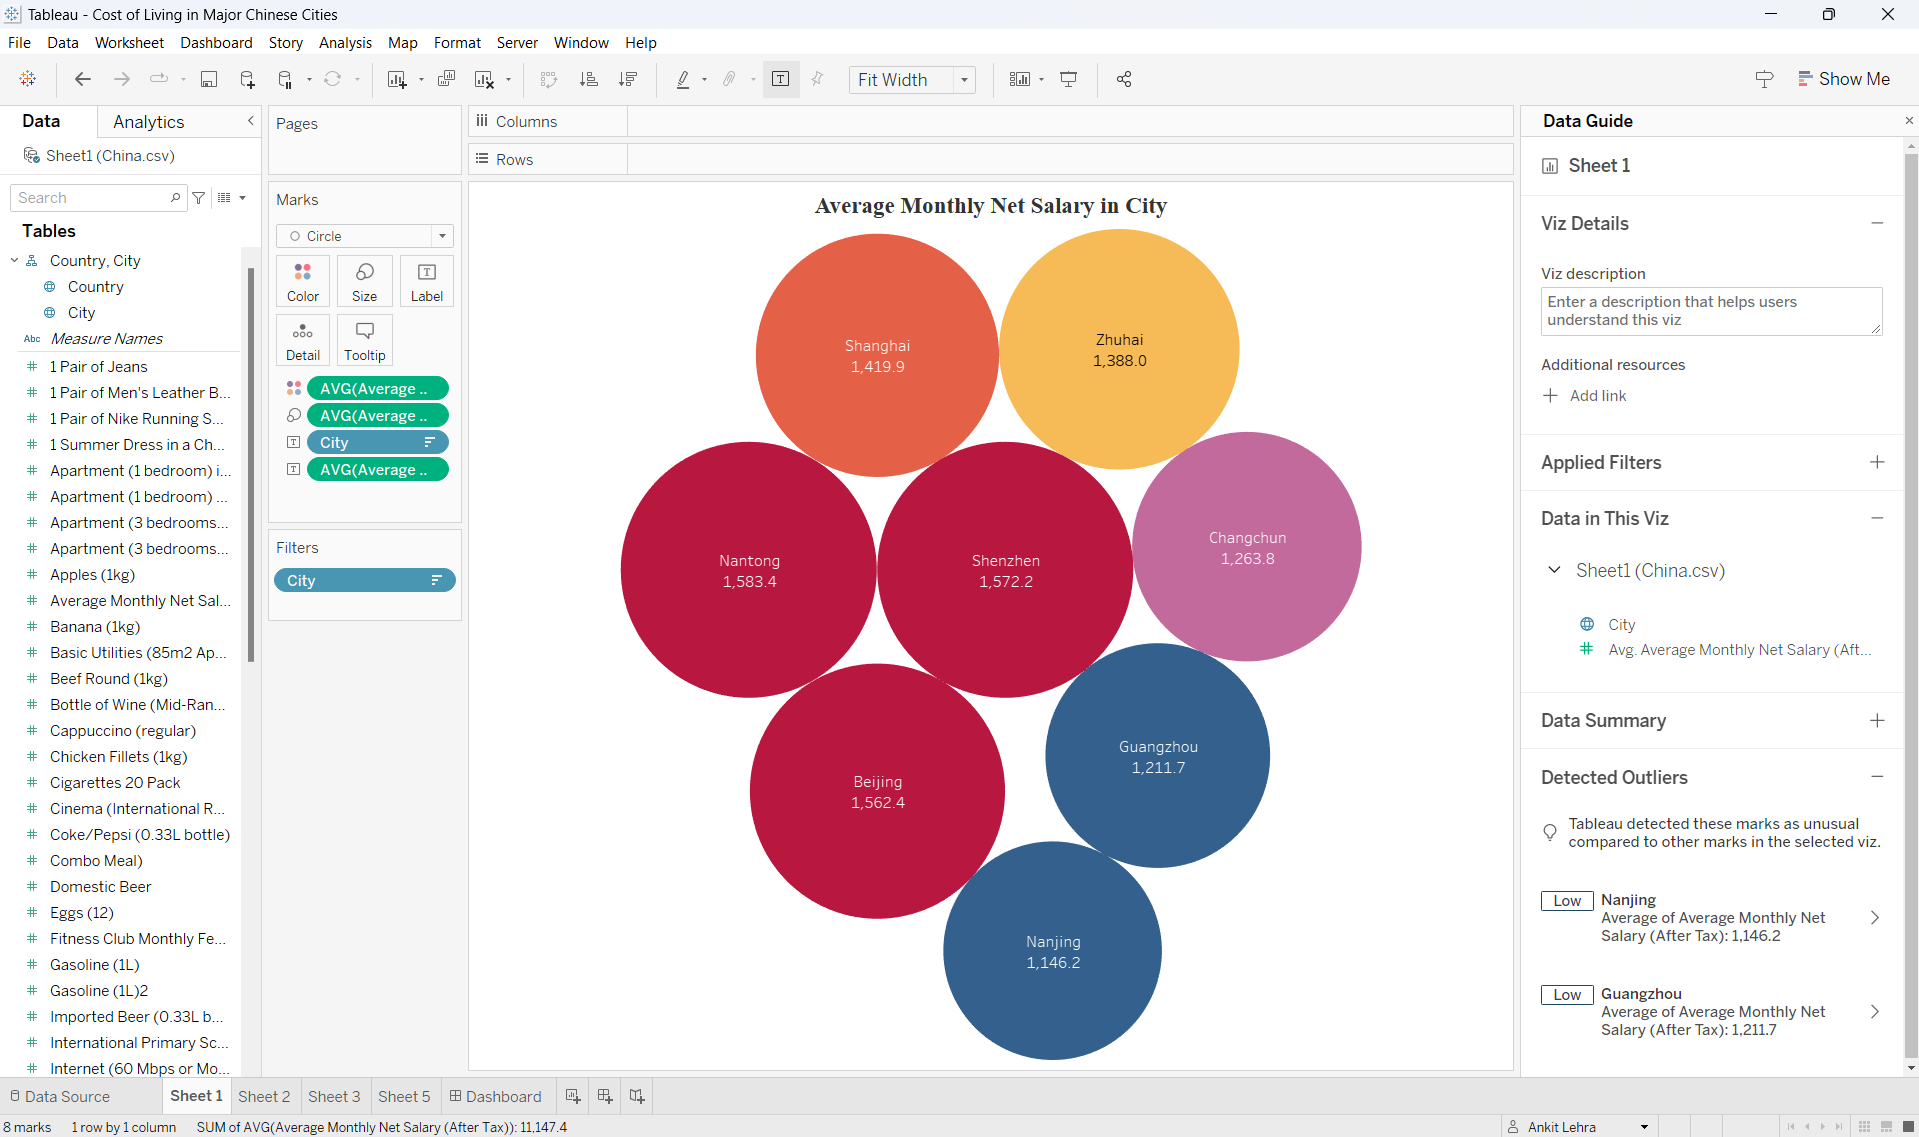 Tableau - Cost of Living in Major Chinese Cities
File Data Worksheet Dashboard Story Analysis Map Format Server Window Help
Fit Width
Show Me
Data
Analytics
Sheet1 (China.csv)
Search
Tables
Country, City
Country
City
Abc Measure Names
1 Pair of Jeans
1 Pair of Men's Leather B...
1 Pair of Nike Running S...
1 Summer Dress in a Ch...
Apartment (1 bedroom) i...
Apartment (1 bedroom) ...
Apartment (3 bedrooms...
Apartment (3 bedrooms...
Apples (1kg)
Average Monthly Net Sal...
Banana (1kg)
Basic Utilities (85m2 Ap...
Beef Round (1kg)
Bottle of Wine (Mid-Ran...
Cappuccino (regular)
Chicken Fillets (1kg)
Cigarettes 20 Pack
Cinema (International R...
Coke/Pepsi (0.33L bottle)
Combo Meal)
Domestic Beer
Eggs (12)
Fitness Club Monthly Fe...
Gasoline (1L)
Gasoline (1L)2
Imported Beer (0.33L b...
International Primary Sc...
Internet (60 Mbps or Mo...
Pages
Marks
Circle
Color
Size
Label
Detail
Tooltip
AVG(Average ..
AVG(Average ..
City
AVG(Average ..
Filters
City
Columns
Rows
Average Monthly Net Salary in City
Shanghai
1,419.9
Zhuhai
1,388.0
Nantong
1,583.4
Shenzhen
1,572.2
Changchun
1,263.8
Beijing
1,562.4
Guangzhou
1,211.7
Nanjing
1,146.2
Data Guide
Sheet 1
Viz Details
Viz description
Enter a description that helps users
understand this viz
Additional resources
Add link
Applied Filters
Data in This Viz
Sheet1 (China.csv)
City
Avg. Average Monthly Net Salary (Aft...
Data Summary
Detected Outliers
Tableau detected these marks as unusual
compared to other marks in the selected viz.
Low
Nanjing
Average of Average Monthly Net
Salary (After Tax): 1,146.2
Low
Guangzhou
Average of Average Monthly Net
Salary (After Tax): 1,211.7
Data Source
Sheet 1
Sheet 2
Sheet 3
Sheet 5
Dashboard
8 marks
1 row by 1 column
SUM of AVG(Average Monthly Net Salary (After Tax)): 11,147.4
Ankit Lehra